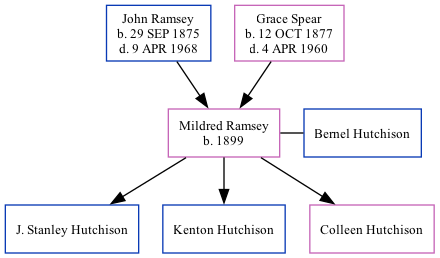 John Ramsey
b. 29 SEP 1875
d. 9 APR 1968
Grace Spear
b. 12 OCT 1877
d. 4 APR 1960
Mildred Ramsey
b. 1899
Bernel Hutchison
J. Stanley Hutchison
Kenton Hutchison
Colleen Hutchison